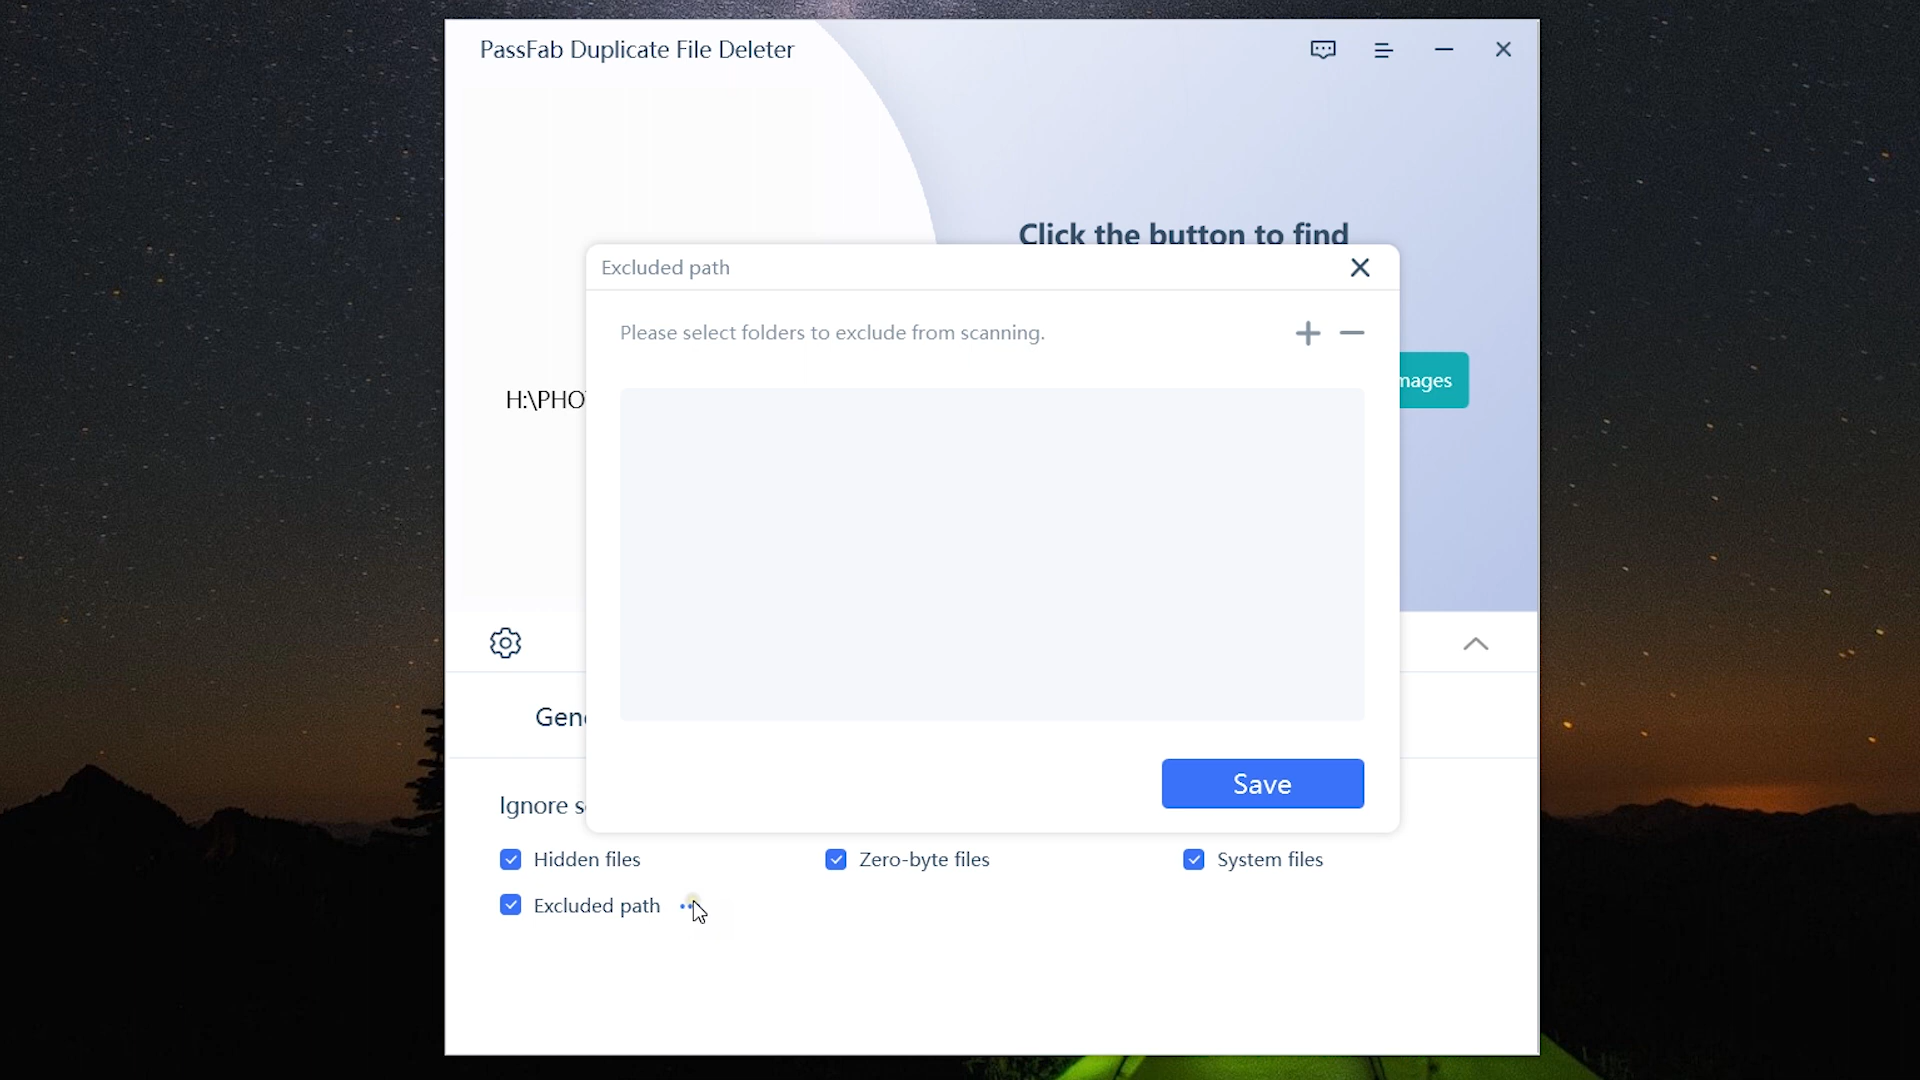 PassFab Duplicate File Deleter
Click the button to find
Excluded path
Please select folders to exclude from scanning.
H:\PHO
mages
Gen
Save
Ignore s
Hidden files
Zero-byte files
System files
Excluded path